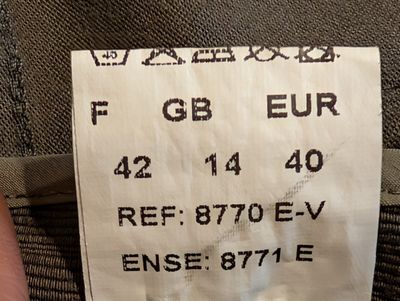 F GB EUR
42 14 40
REF: 8770 E-V
ENSE: 8771 E